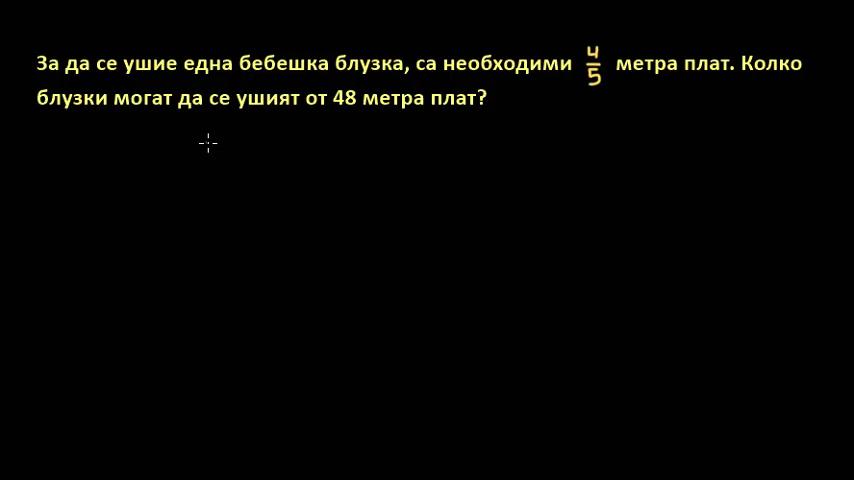 За да се ушие една бебешка блузка, са необходими 4/5 метра плат. Колко
блузки могат да се ушият от 48 метра плат?